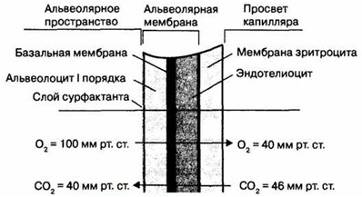 Альвеолярное пространство
Альвеолярная мембрана
Просвет капилляра
Базальная мембрана
Альвеолоцит I порядка
Слой сурфактанта
Мембрана эритроцита
Эндотелиоцит
O₂ = 100 мм рт. ст.
O₂ = 40 мм рт. ст.
CO₂ = 40 мм рт. ст.
CO₂ = 46 мм рт. ст.